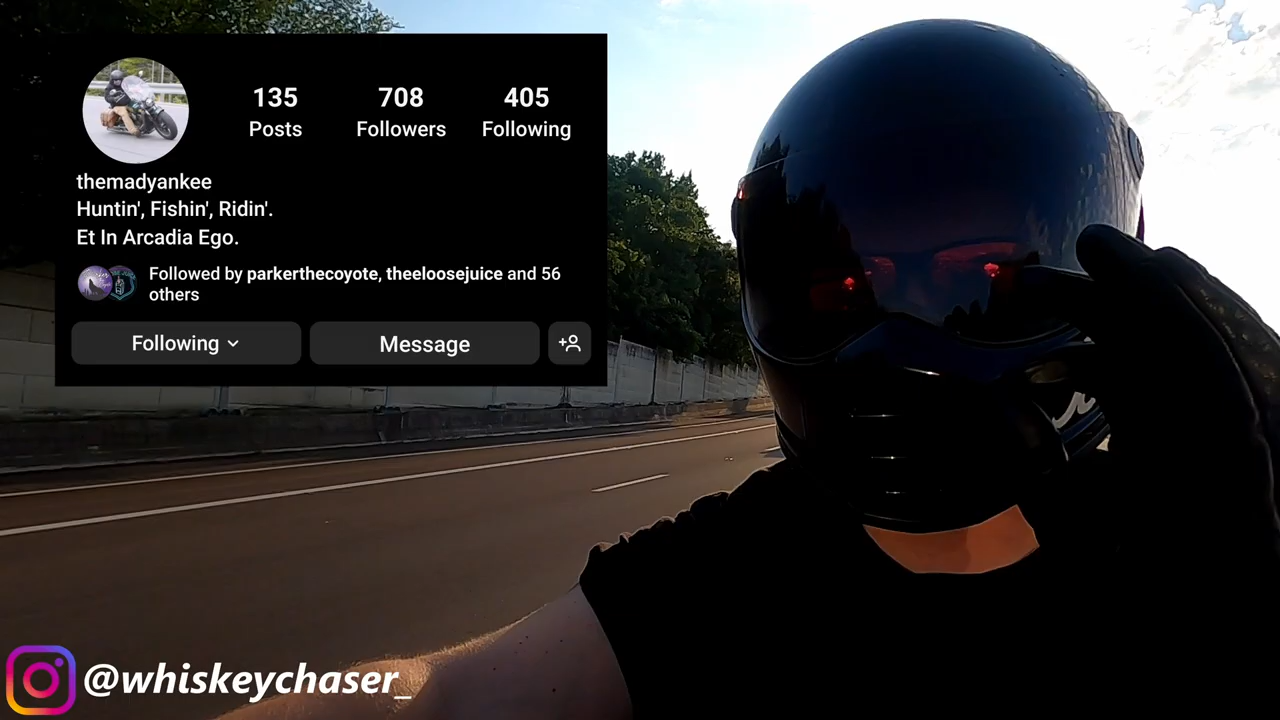 135 708 405
Posts Followers Following
themadyankee
Huntin', Fishin', Ridin'.
Et In Arcadia Ego.
Followed by parkerthecoyote, theeloosejuice and 56
others
Following Message
@whiskeychaser_